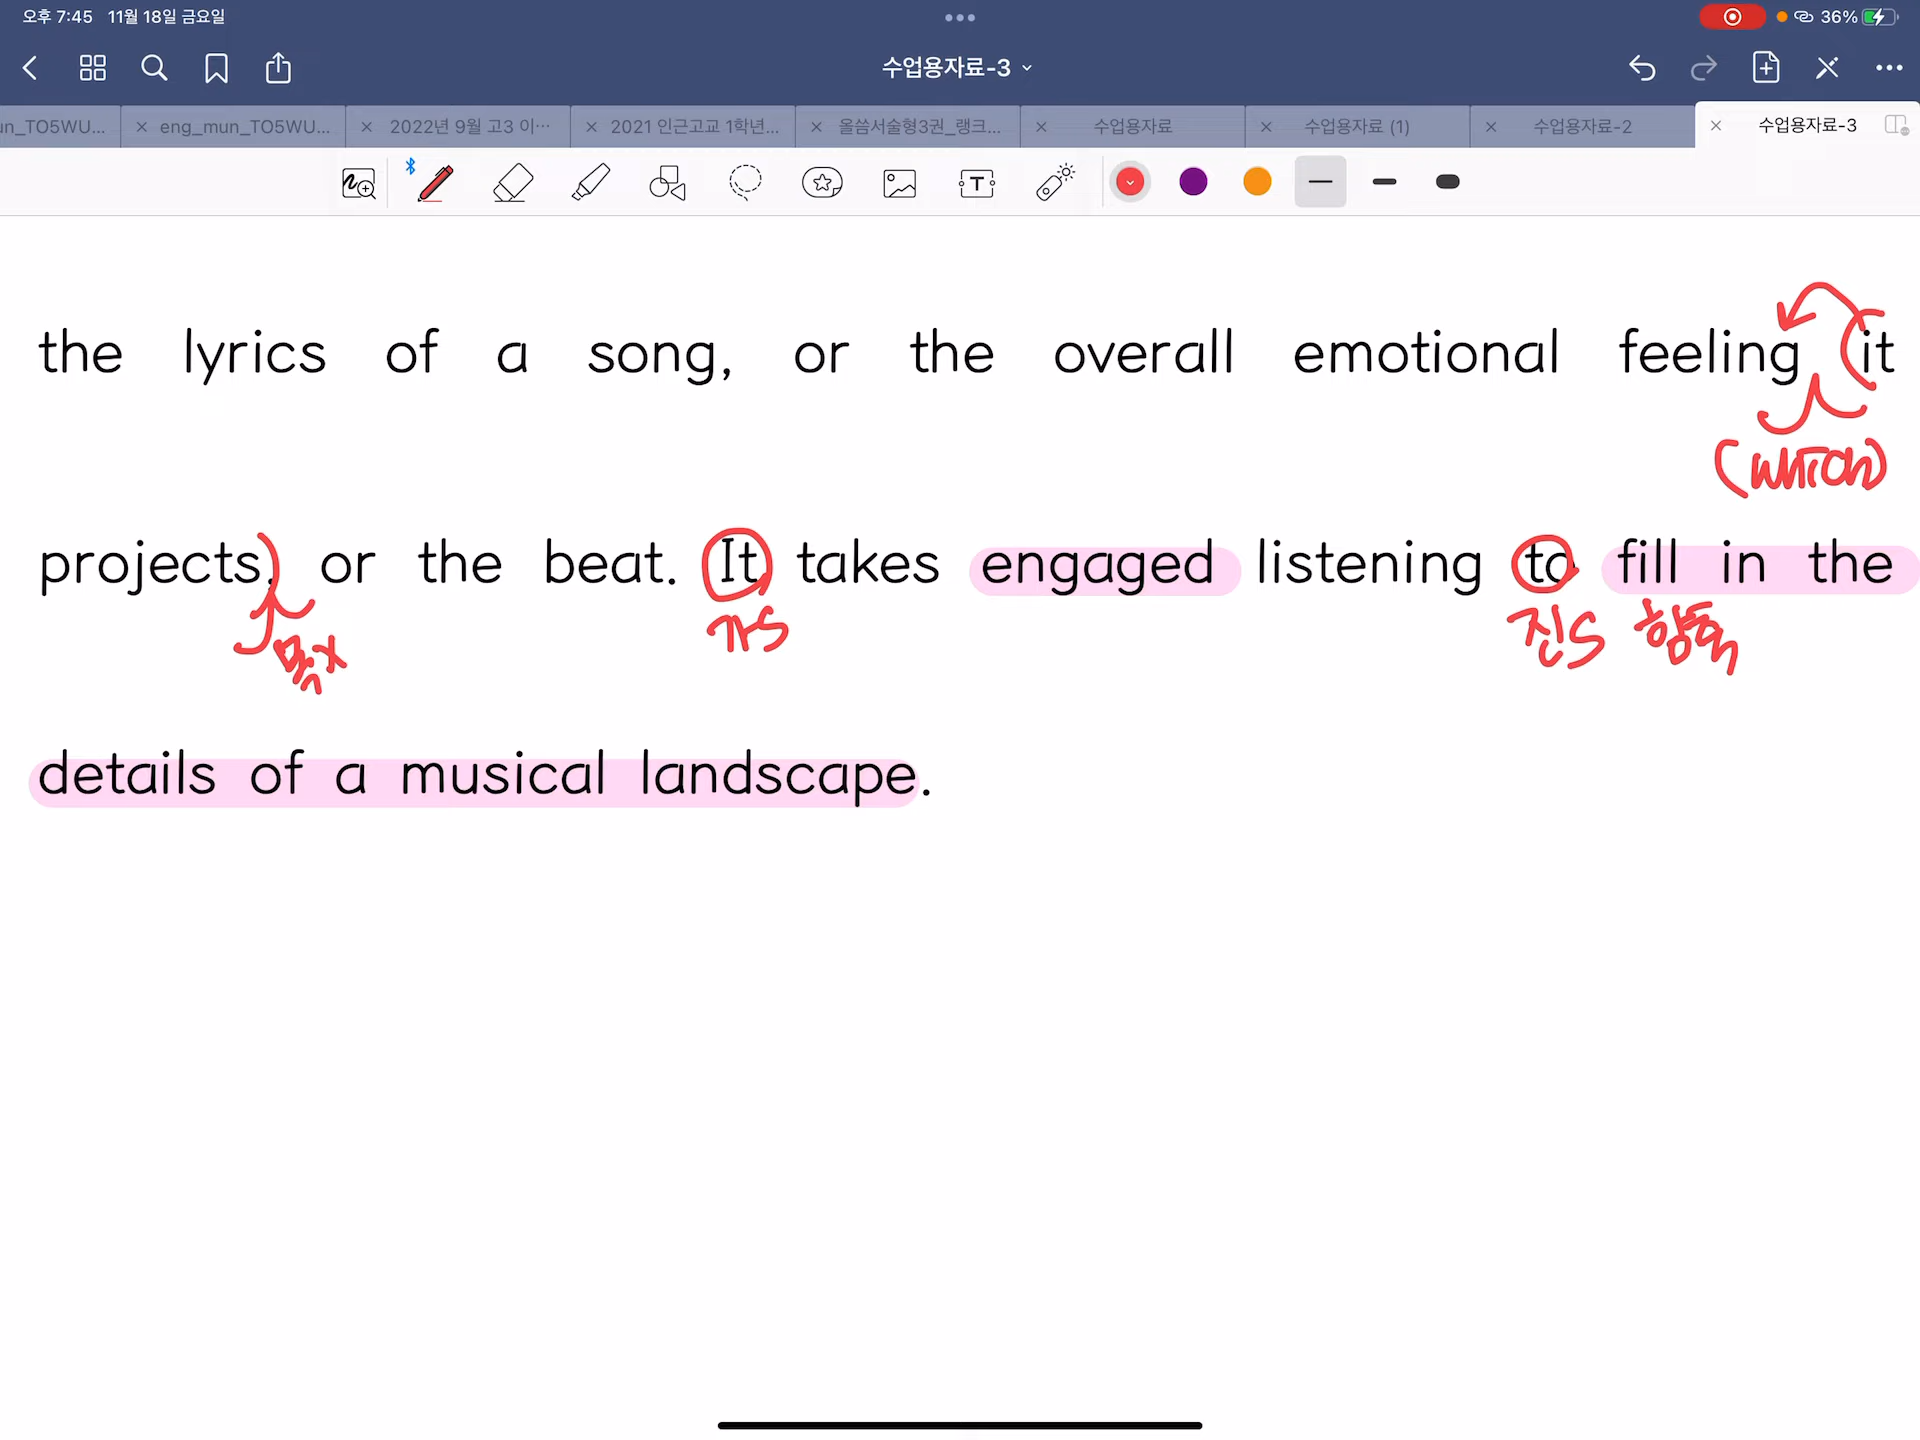 오후 7:45 11월 18일 금요일 36%
수업용자료-3
un_TO5WU... eng_mun_TO5WU... 2022년 9월 고3 이··· 2021 인근고교 1학년... 올씀서술형3권_랭크... 수업용자료 수업용자료 (1) 수업용자료-2 수업용자료-3
the lyrics of a song, or the overall emotional feeling (it
(which)
projects,) or the beat. It takes engaged listening to fill in the
목X 가S 진S
details of a musical landscape.